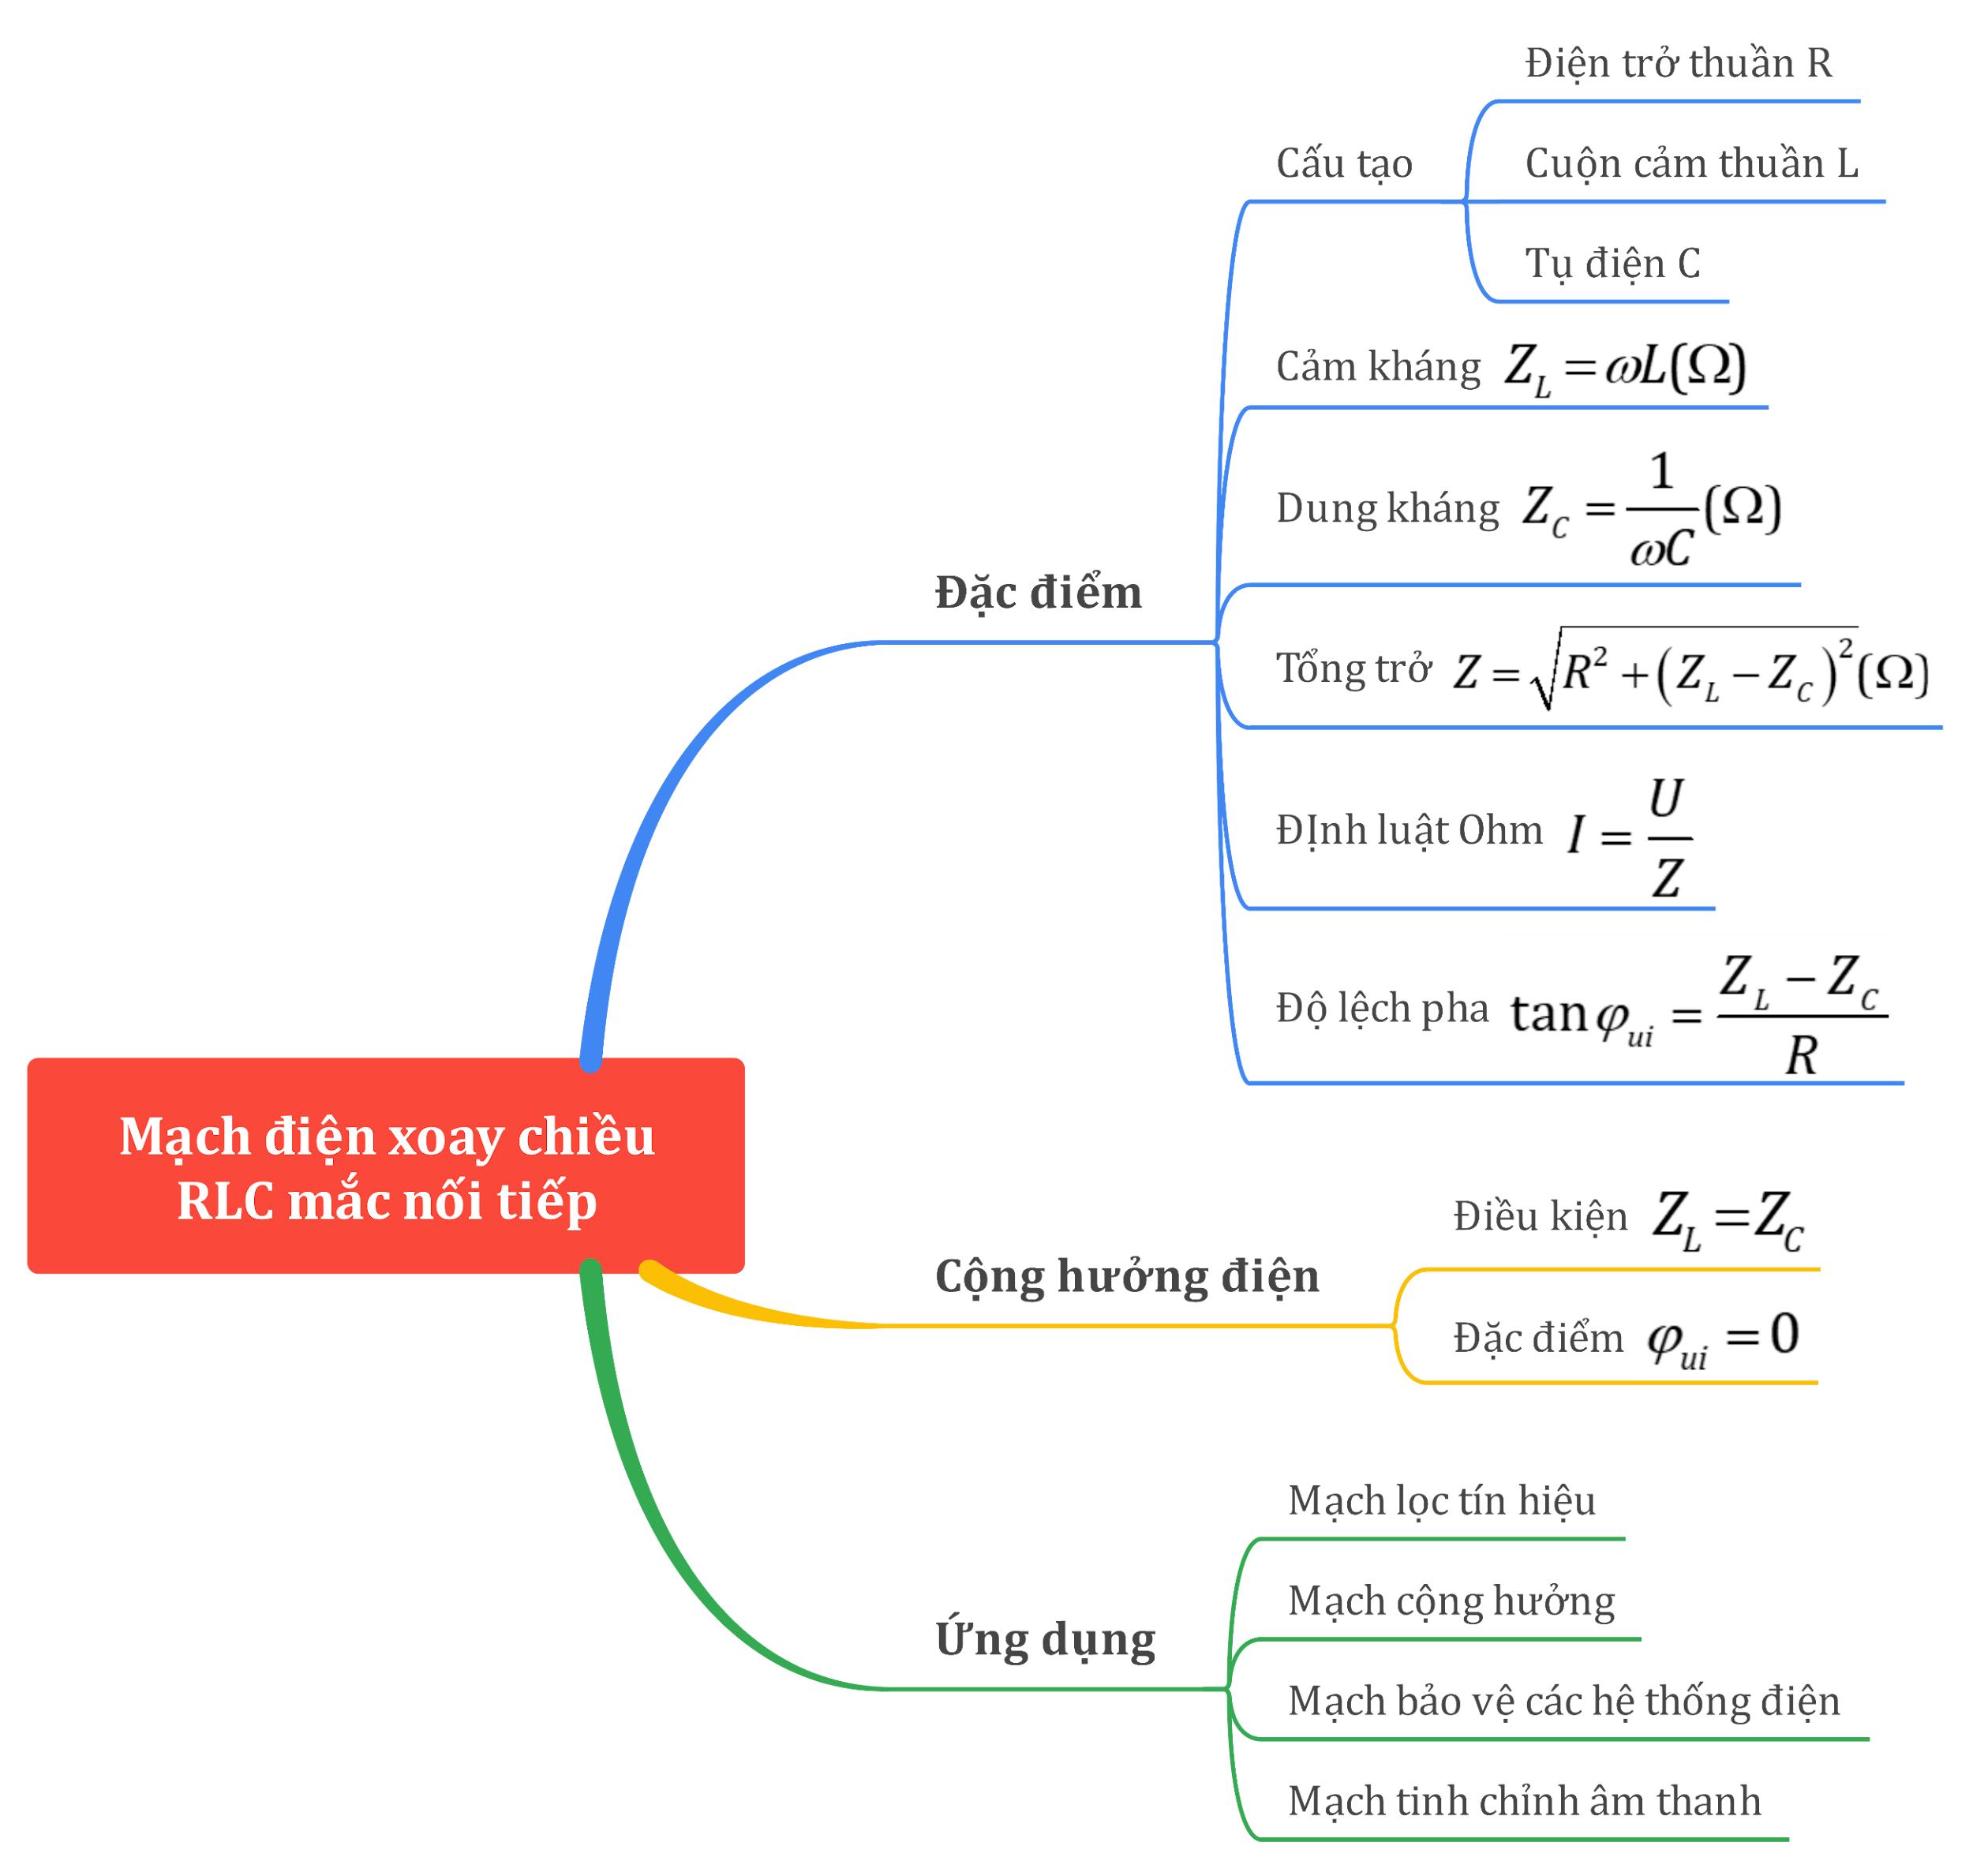 Điện trở thuần R
Cấu tạo
Cuộn cảm thuần L
Tụ điện C
Cảm kháng Z_L = ωL(Ω)
Dung kháng Z_C = 1/ωC (Ω)
Đặc điểm
Tổng trở Z = √(R² + (Z_L − Z_C)²) (Ω)
ĐỊnh luật Ohm I = U/Z
Độ lệch pha tan φ_ui = (Z_L − Z_C)/R
Mạch điện xoay chiều
RLC mắc nối tiếp
Cộng hưởng điện
Điều kiện Z_L = Z_C
Đặc điểm φ_ui = 0
Ứng dụng
Mạch lọc tín hiệu
Mạch cộng hưởng
Mạch bảo vệ các hệ thống điện
Mạch tinh chỉnh âm thanh